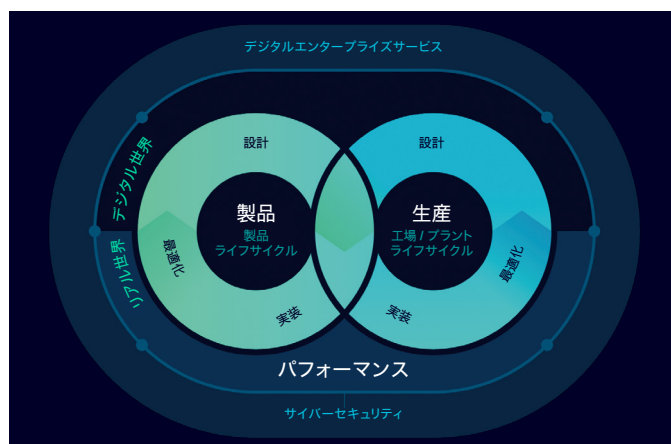 デジタルエンタープライズサービス
デジタル世界
リアル世界
設計
製品
製品
ライフサイクル
最適化
実装
設計
生産
工場 / プラント
ライフサイクル
最適化
実装
パフォーマンス
サイバーセキュリティ